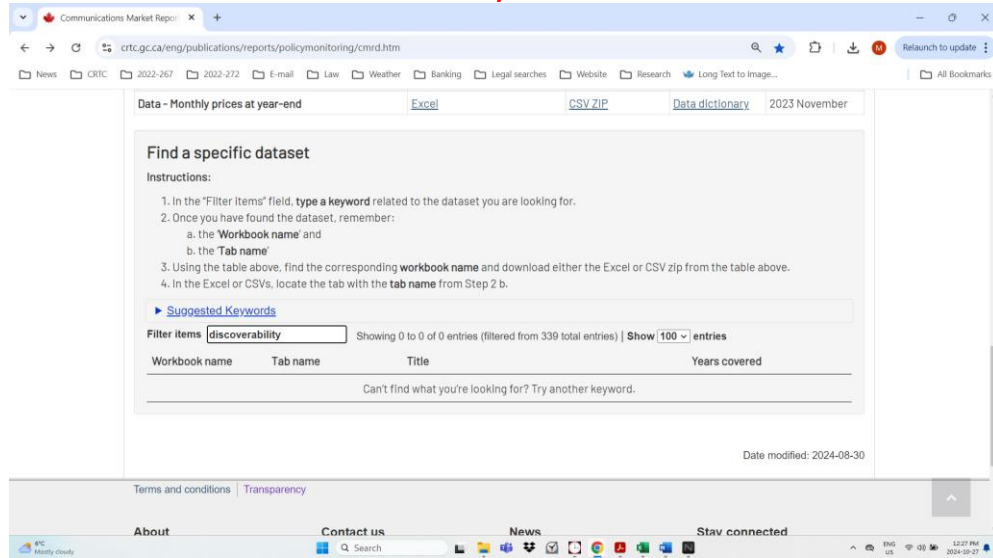 Communications Market Repor
crtc.gc.ca/eng/publications/reports/policymonitoring/cmrd.htm
M
Relaunch to update
News CRTC 2022-267 2022-272 E-mail Law Weather Banking Legal searches Website Research Long Text to Image... All Bookmarks
Data - Monthly prices at year-end Excel CSV ZIP Data dictionary 2023 November
Find a specific dataset
Instructions:
1. In the "Filter items" field, type a keyword related to the dataset you are looking for.
2. Once you have found the dataset, remember:
a. the 'Workbook name' and
b. the 'Tab name'
3. Using the table above, find the corresponding workbook name and download either the Excel or CSV zip from the table above.
4. In the Excel or CSVs, locate the tab with the tab name from Step 2 b.
Suggested Keywords
Filter items discoverability Showing 0 to 0 of 0 entries (filtered from 339 total entries) | Show 100 entries
Workbook name Tab name Title Years covered
Can't find what you're looking for? Try another keyword.
Date modified: 2024-08-30
Terms and conditions | Transparency
About Contact us News Stay connected
6°C
Mostly cloudy
Search
ENG
US
12:27 PM
2024-10-27